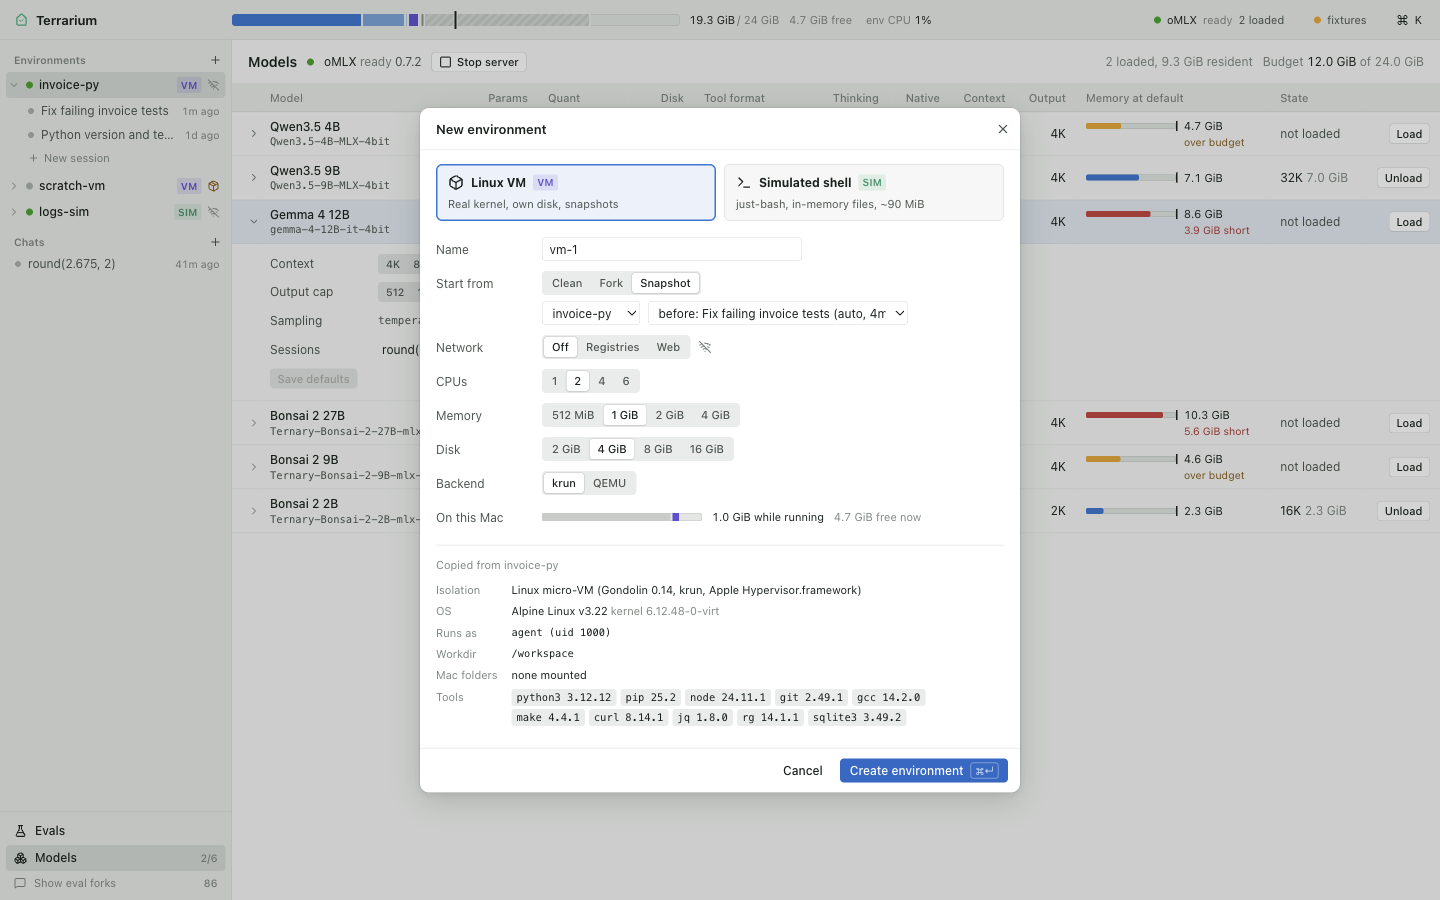 Terrarium
19.3 GiB / 24 GiB 4.7 GiB free env CPU 1%
oMLX ready 2 loaded
fixtures
⌘ K
Environments
invoice-py VM
Fix failing invoice tests 1m ago
Python version and te... 1d ago
New session
scratch-vm VM
logs-sim SIM
Chats
round(2.675, 2) 41m ago
Evals
Models 2/6
Show eval forks 86
Models oMLX ready 0.7.2 Stop server
2 loaded, 9.3 GiB resident Budget 12.0 GiB of 24.0 GiB
Model Params Quant Disk Tool format Thinking Native Context Output Memory at default State
Qwen3.5 4B
Qwen3.5-4B-MLX-4bit
4K 4.7 GiB not loaded Load
over budget
Qwen3.5 9B
Qwen3.5-9B-MLX-4bit
4K 7.1 GiB 32K 7.0 GiB Unload
Gemma 4 12B
gemma-4-12B-it-4bit
4K 8.6 GiB not loaded Load
3.9 GiB short
Context 4K 8
Output cap 512
Sampling tempera
Sessions round(
Save defaults
Bonsai 2 27B
Ternary-Bonsai-2-27B-mlx
4K 10.3 GiB not loaded Load
5.6 GiB short
Bonsai 2 9B
Ternary-Bonsai-2-9B-mlx-
4K 4.6 GiB not loaded Load
over budget
Bonsai 2 2B
Ternary-Bonsai-2-2B-mlx-
2K 2.3 GiB 16K 2.3 GiB Unload
New environment
Linux VM VM
Real kernel, own disk, snapshots
Simulated shell SIM
just-bash, in-memory files, ~90 MiB
Name vm-1
Start from Clean Fork Snapshot
invoice-py before: Fix failing invoice tests (auto, 4m
Network Off Registries Web
CPUs 1 2 4 6
Memory 512 MiB 1 GiB 2 GiB 4 GiB
Disk 2 GiB 4 GiB 8 GiB 16 GiB
Backend krun QEMU
On this Mac 1.0 GiB while running 4.7 GiB free now
Copied from invoice-py
Isolation Linux micro-VM (Gondolin 0.14, krun, Apple Hypervisor.framework)
OS Alpine Linux v3.22 kernel 6.12.48-0-virt
Runs as agent (uid 1000)
Workdir /workspace
Mac folders none mounted
Tools python3 3.12.12 pip 25.2 node 24.11.1 git 2.49.1 gcc 14.2.0
make 4.4.1 curl 8.14.1 jq 1.8.0 rg 14.1.1 sqlite3 3.49.2
Cancel Create environment ⌘↵